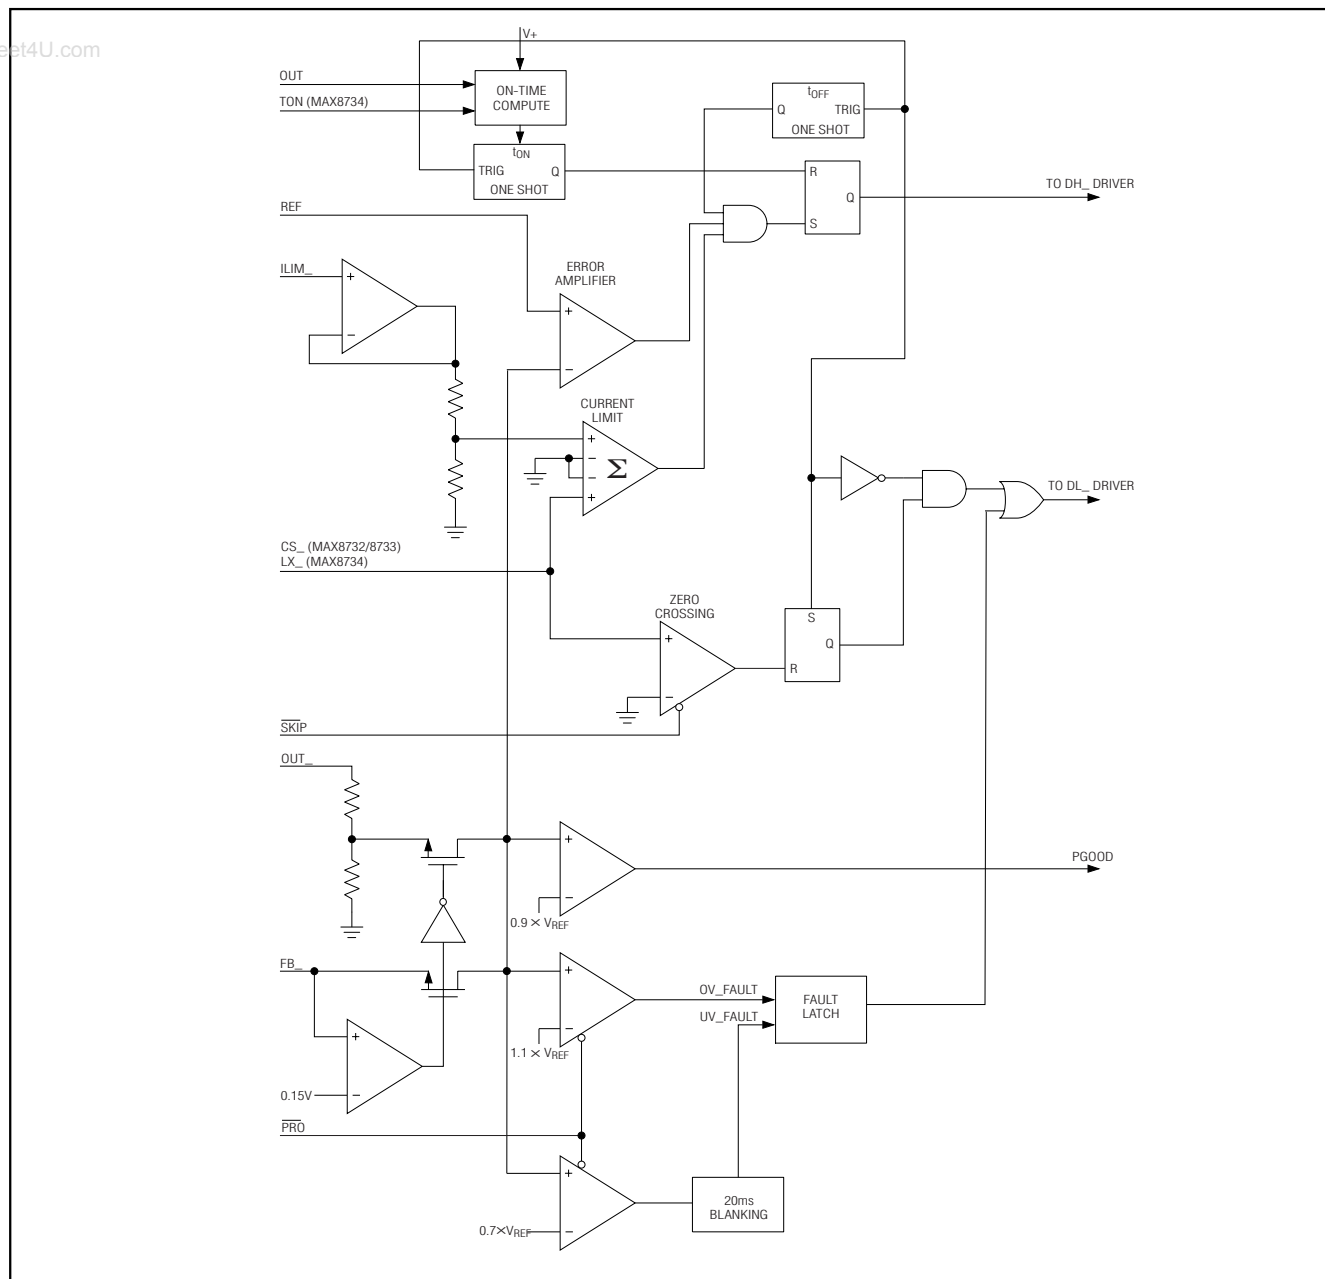 eet4U.com
V+
OUT
TON (MAX8734)
ON-TIME
COMPUTE
tOFF
Q TRIG
ONE SHOT
tON
TRIG Q
ONE SHOT
R
Q
S
TO DH_ DRIVER
REF
ILIM_
+
−
ERROR
AMPLIFIER
+
−
CURRENT
LIMIT
+
−
Σ
−
+
TO DL_ DRIVER
CS_ (MAX8732/8733)
LX_ (MAX8734)
ZERO
CROSSING
+
−
S
Q
R
SKIP
OUT_
+
−
0.9 × VREF
PGOOD
FB_
+
−
1.1 × VREF
OV_FAULT
UV_FAULT
FAULT
LATCH
+
−
0.15V
PRO
+
−
0.7×VREF
20ms
BLANKING